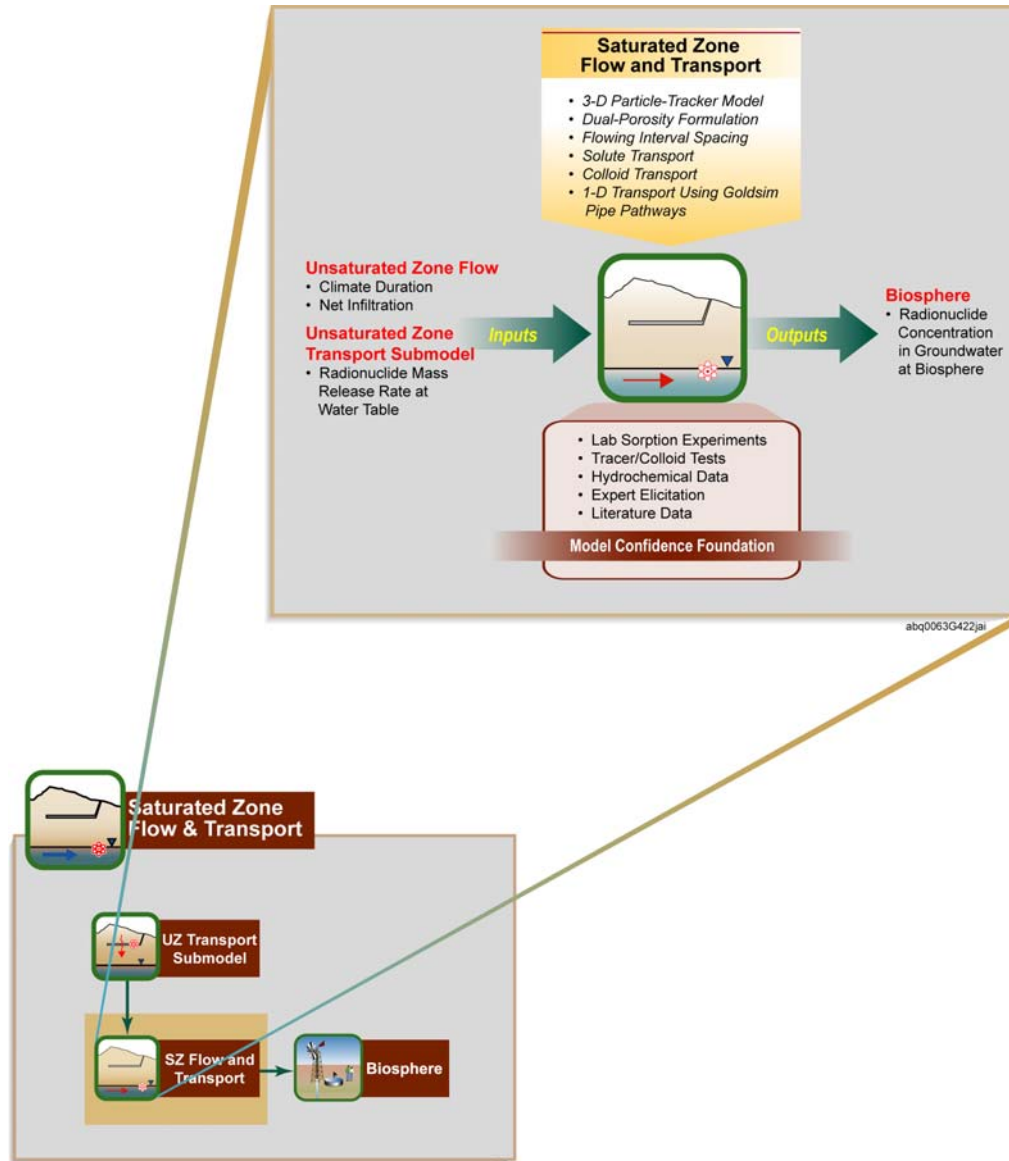 Saturated Zone
Flow and Transport
• 3-D Particle-Tracker Model
• Dual-Porosity Formulation
• Flowing Interval Spacing
• Solute Transport
• Colloid Transport
• 1-D Transport Using Goldsim
Pipe Pathways
Unsaturated Zone Flow
• Climate Duration
• Net Infiltration
Unsaturated Zone
Transport Submodel
• Radionuclide Mass
Release Rate at
Water Table
Inputs
Outputs
Biosphere
• Radionuclide
Concentration
in Groundwater
at Biosphere
• Lab Sorption Experiments
• Tracer/Colloid Tests
• Hydrochemical Data
• Expert Elicitation
• Literature Data
Model Confidence Foundation
abq0063G422jai
Saturated Zone
Flow & Transport
UZ Transport
Submodel
SZ Flow and
Transport
Biosphere